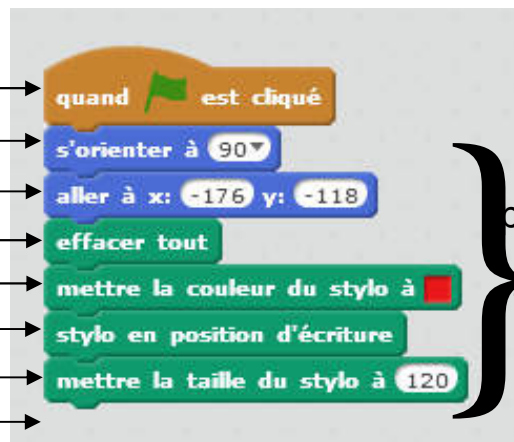 quand est cliqué
s'orienter à 90
aller à x: -176 y: -118
effacer tout
mettre la couleur du stylo à
stylo en position d'écriture
mettre la taille du stylo à 120